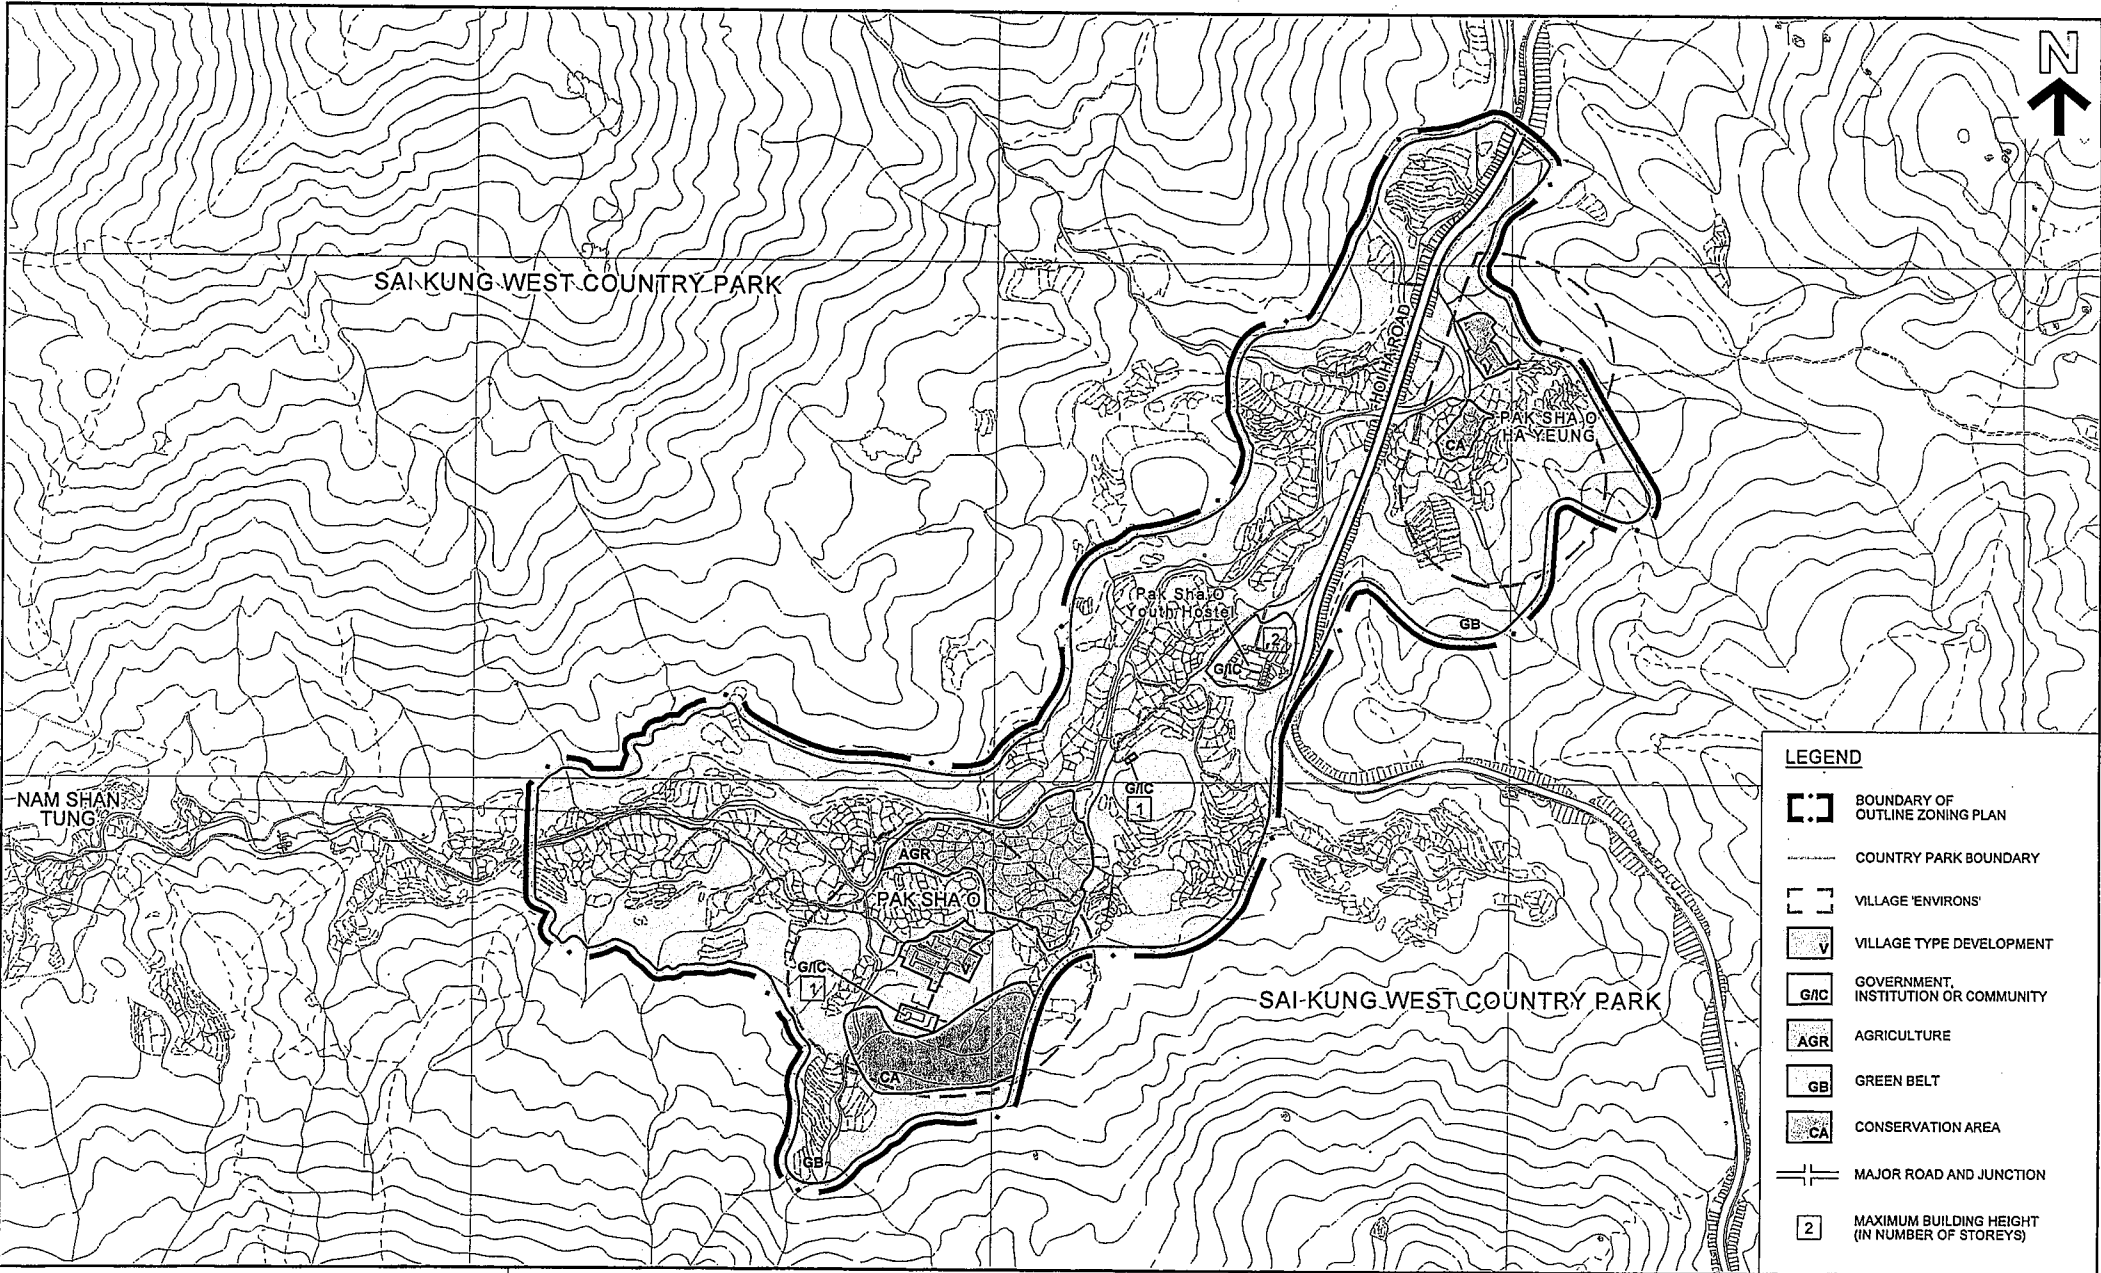 N
SAI KUNG WEST COUNTRY PARK
HOI HA ROAD
PAK SHA O
HA YEUNG
CA
Pak Sha O
Youth Hostel
2
G/IC
GB
NAM SHAN
TUNG
G/IC
1
AGR
PAK SHA O
G/IC
1
SAI KUNG WEST COUNTRY PARK
CA
GB
LEGEND
BOUNDARY OF
OUTLINE ZONING PLAN
COUNTRY PARK BOUNDARY
VILLAGE 'ENVIRONS'
V VILLAGE TYPE DEVELOPMENT
G/IC GOVERNMENT,
INSTITUTION OR COMMUNITY
AGR AGRICULTURE
GB GREEN BELT
CA CONSERVATION AREA
MAJOR ROAD AND JUNCTION
2 MAXIMUM BUILDING HEIGHT
(IN NUMBER OF STOREYS)